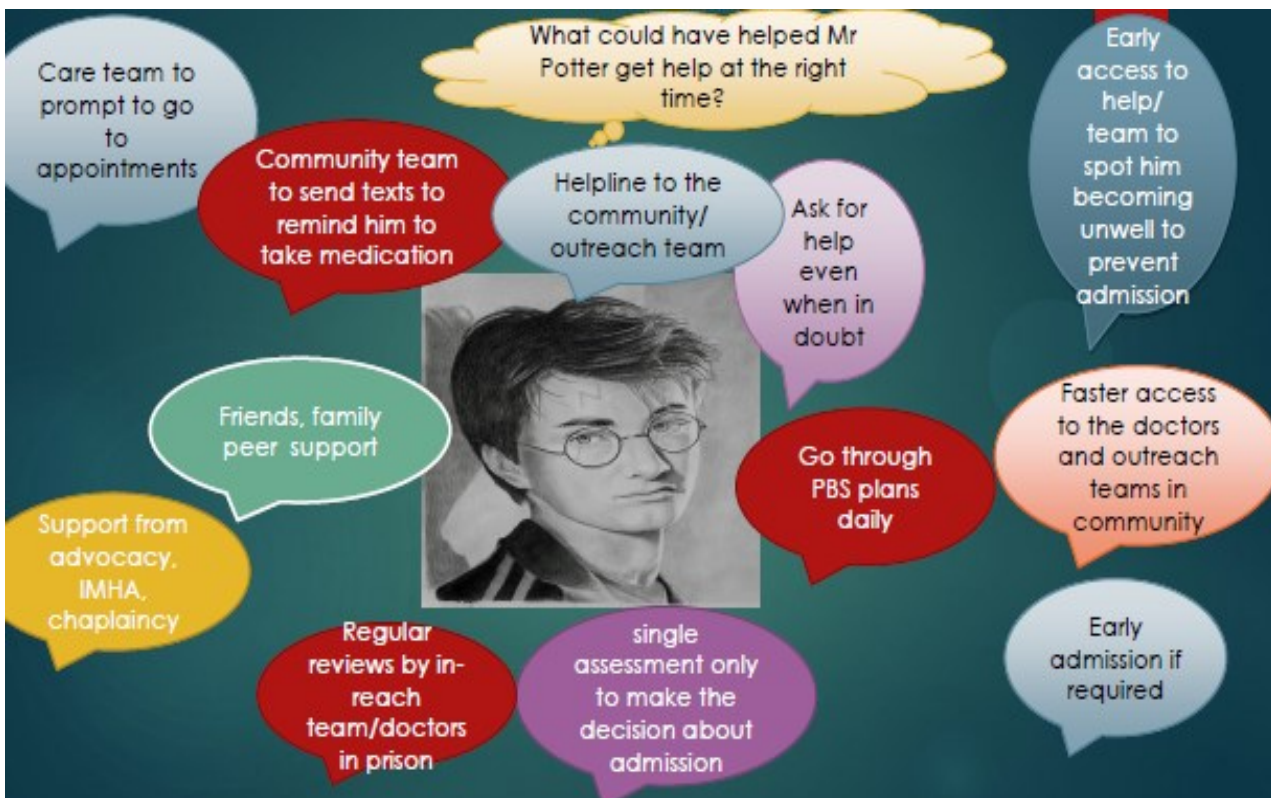 What could have helped Mr
Potter get help at the right
time?
Care team to
prompt to go
to
appointments
Community team
to send texts to
remind him to
take medication
Helpline to the
community/
outreach team
Ask for
help
even
when in
doubt
Early
access to
help/
team to
spot him
becoming
unwell to
prevent
admission
Friends, family
peer support
Go through
PBS plans
daily
Faster access
to the doctors
and outreach
teams in
community
Support from
advocacy,
IMHA,
chaplaincy
Regular
reviews by in-
reach
team/doctors
in prison
single
assessment only
to make the
decision about
admission
Early
admission if
required